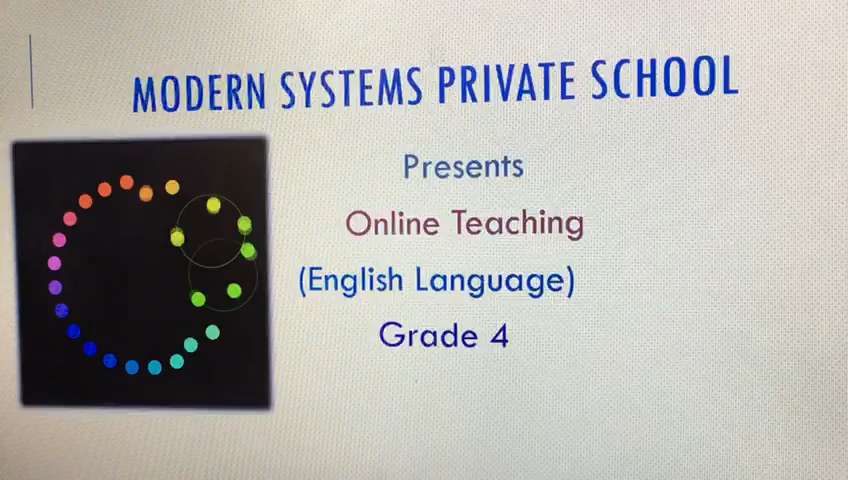 MODERN SYSTEMS PRIVATE SCHOOL
Presents
Online Teaching
(English Language)
Grade 4